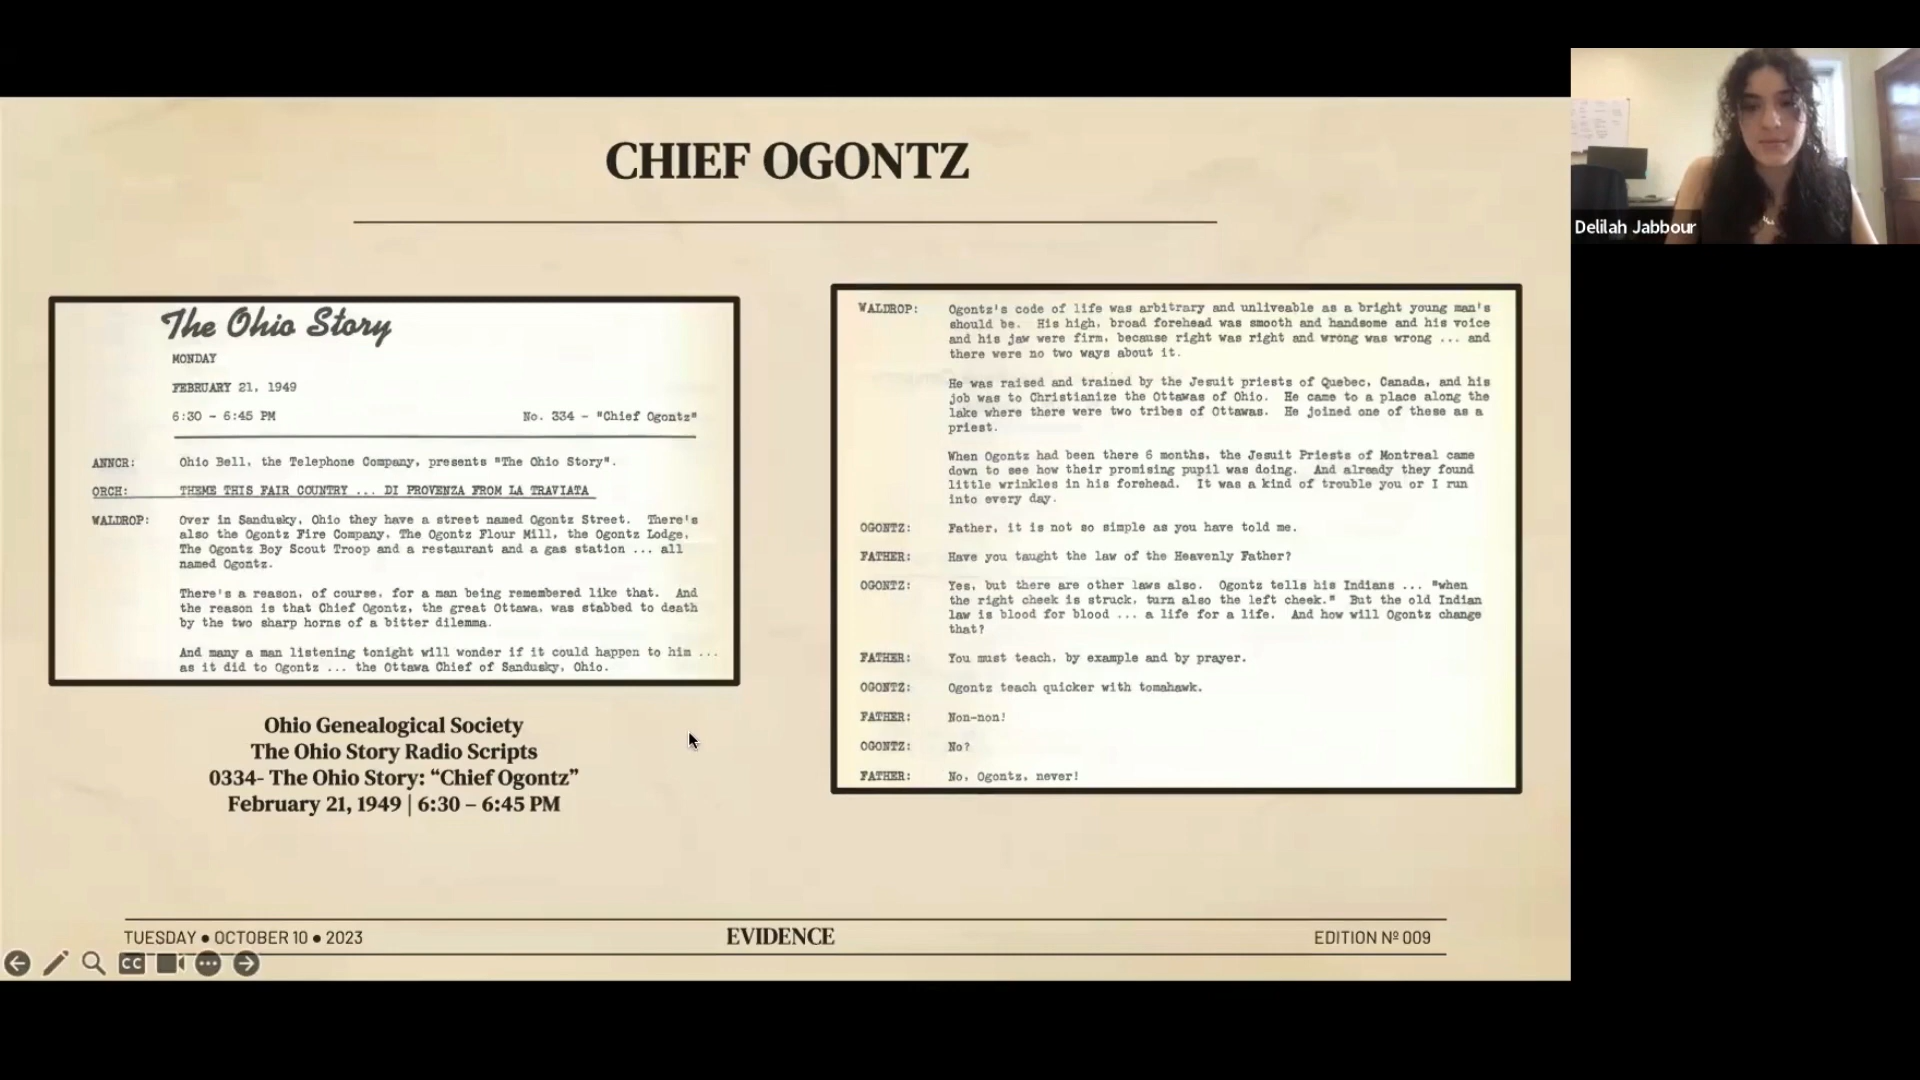 CHIEF OGONTZ
The Ohio Story
MONDAY
FEBRUARY 21, 1949
6:30 - 6:45 PM No. 334 - "Chief Ogontz"
ANNCR: Ohio Bell, the Telephone Company, presents "The Ohio Story".
ORCH: THEME THIS FAIR COUNTRY ... DI PROVENZA FROM LA TRAVIATA
WALDROP: Over in Sandusky, Ohio they have a street named Ogontz Street. There's
also the Ogontz Fire Company, The Ogontz Flour Mill, the Ogontz Lodge,
The Ogontz Boy Scout Troop and a restaurant and a gas station ... all
named Ogontz.
There's a reason, of course, for a man being remembered like that. And
the reason is that Chief Ogontz, the great Ottawa, was stabbed to death
by the two sharp horns of a bitter dilemma.
And many a man listening tonight will wonder if it could happen to him ...
as it did to Ogontz ... the Ottawa Chief of Sandusky, Ohio.
Ohio Genealogical Society
The Ohio Story Radio Scripts
0334- The Ohio Story: “Chief Ogontz”
February 21, 1949 | 6:30 – 6:45 PM
WALDROP: Ogontz's code of life was arbitrary and unliveable as a bright young man's
should be. His high, broad forehead was smooth and handsome and his voice
and his jaw were firm, because right was right and wrong was wrong ... and
there were no two ways about it.
He was raised and trained by the Jesuit priests of Quebec, Canada, and his
job was to Christianize the Ottawas of Ohio. He came to a place along the
lake where there were two tribes of Ottawas. He joined one of these as a
priest.
When Ogontz had been there 6 months, the Jesuit Priests of Montreal came
down to see how their promising pupil was doing. And already they found
little wrinkles in his forehead. It was a kind of trouble you or I run
into every day.
OGONTZ: Father, it is not so simple as you have told me.
FATHER: Have you taught the law of the Heavenly Father?
OGONTZ: Yes, but there are other laws also. Ogontz tells his Indians ... "when
the right cheek is struck, turn also the left cheek." But the old Indian
law is blood for blood ... a life for a life. And how will Ogontz change
that?
FATHER: You must teach, by example and by prayer.
OGONTZ: Ogontz teach quicker with tomahawk.
FATHER: Non-non!
OGONTZ: No?
FATHER: No, Ogontz, never!
TUESDAY ● OCTOBER 10 ● 2023 EVIDENCE EDITION Nº 009
CC
Delilah Jabbour